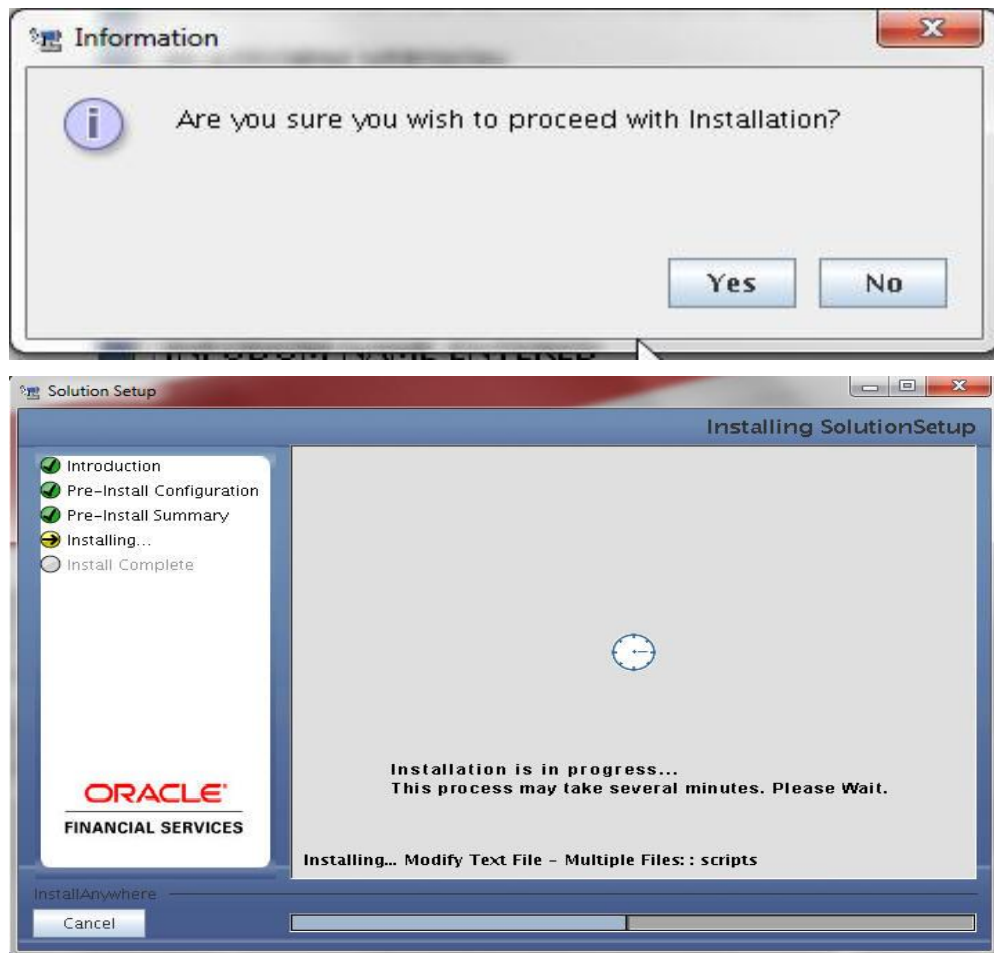 Information
Are you sure you wish to proceed with Installation?
Yes No
Solution Setup
Installing SolutionSetup
Introduction
Pre-Install Configuration
Pre-Install Summary
Installing...
Install Complete
ORACLE
FINANCIAL SERVICES
Installation is in progress...
This process may take several minutes. Please Wait.
Installing... Modify Text File - Multiple Files: : scripts
InstallAnywhere
Cancel